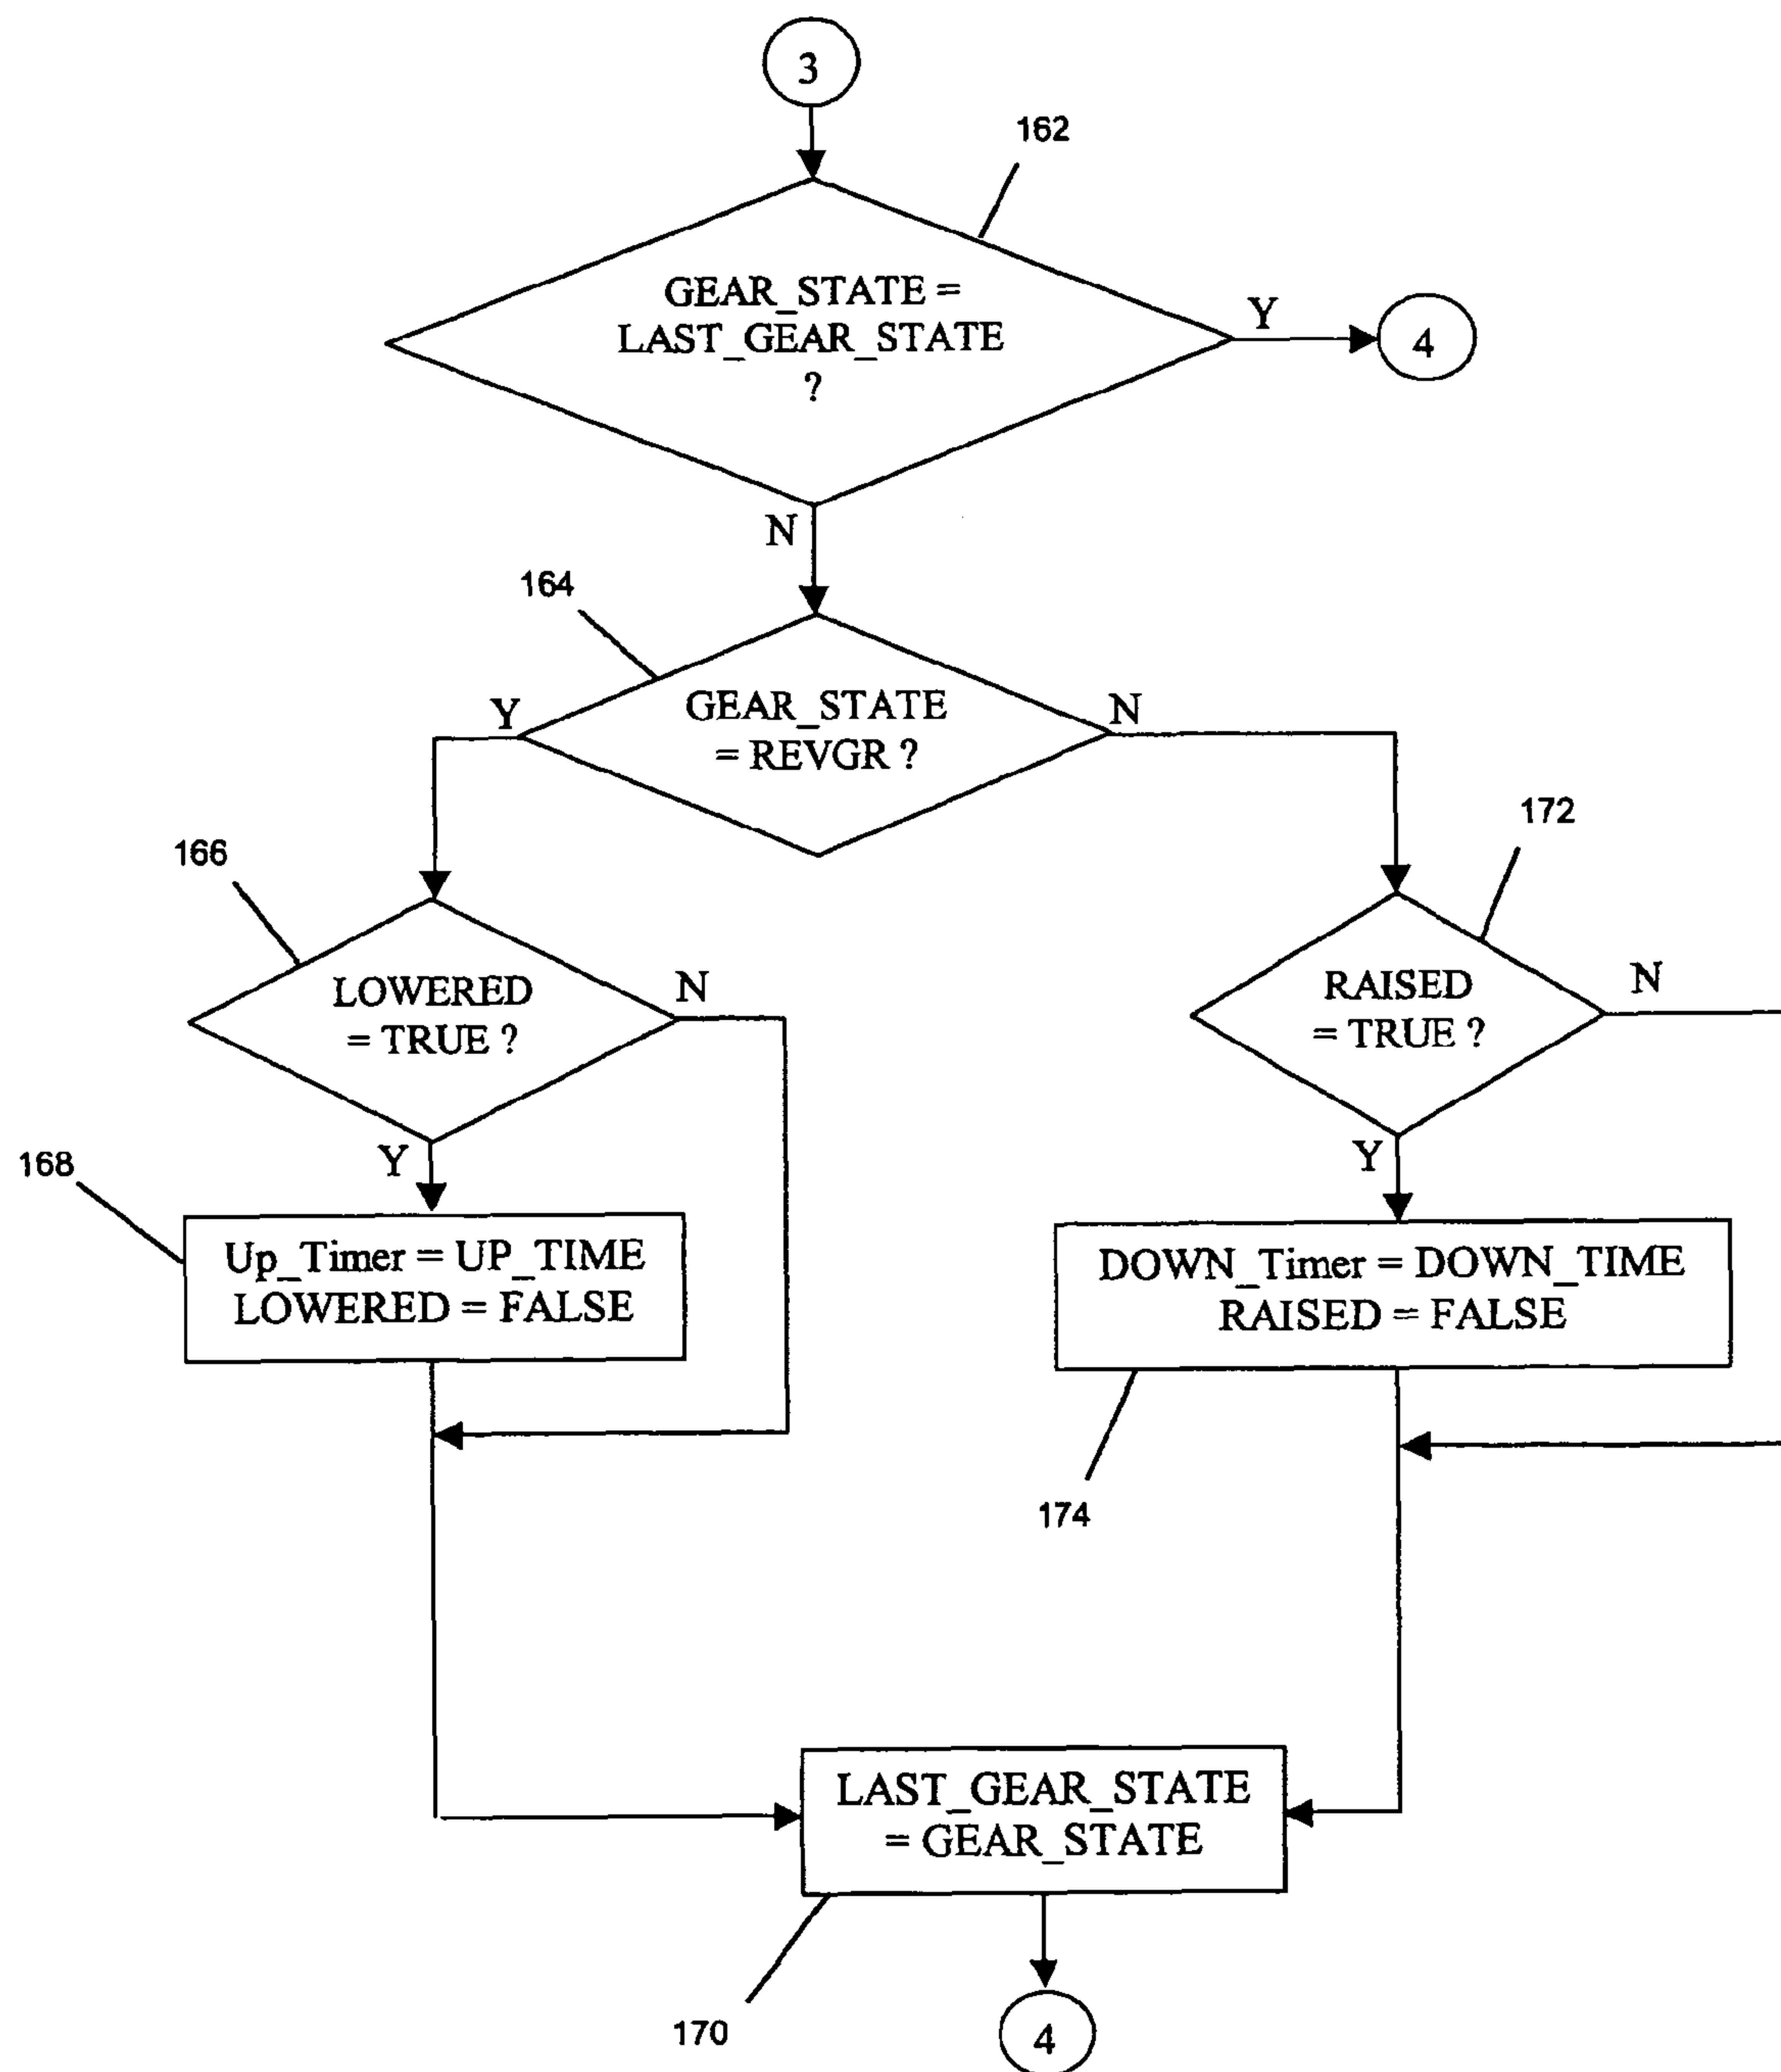 3
162
GEAR_STATE =
LAST_GEAR_STATE
?
Y
4
N
164
GEAR_STATE
= REVGR ?
Y
N
166
172
LOWERED
= TRUE ?
N
RAISED
= TRUE ?
N
168
Y
Y
Up_Timer = UP_TIME
LOWERED = FALSE
DOWN_Timer = DOWN_TIME
RAISED = FALSE
174
LAST_GEAR_STATE
= GEAR_STATE
170
4